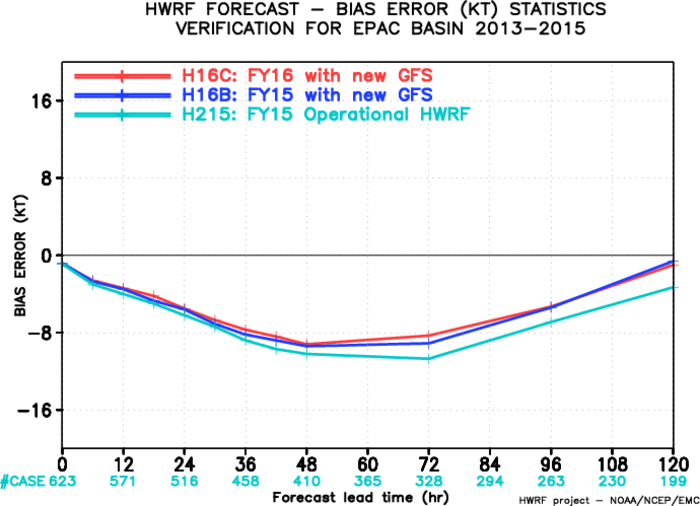 HWRF FORECAST − BIAS ERROR (KT) STATISTICS
VERIFICATION FOR EPAC BASIN 2013−2015
H16C: FY16 with new GFS
H16B: FY15 with new GFS
H215: FY15 Operational HWRF
16
8
0
−8
−16
BIAS ERROR (KT)
0 12 24 36 48 60 72 84 96 108 120
#CASE 623 571 516 458 410 365 328 294 263 230 199
Forecast lead time (hr)
HWRF project − NOAA/NCEP/EMC